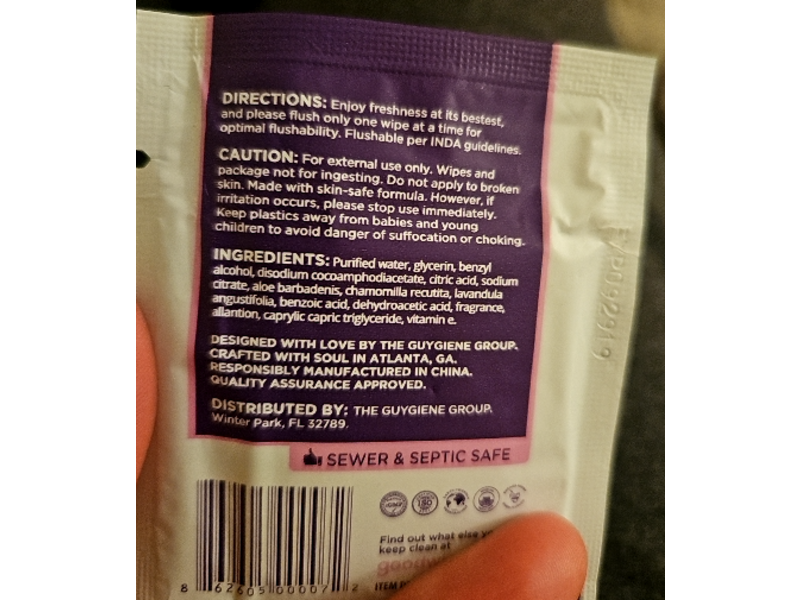 DIRECTIONS: Enjoy freshness at its bestest,
and please flush only one wipe at a time for
optimal flushability. Flushable per INDA guidelines.
CAUTION: For external use only. Wipes and
package not for ingesting. Do not apply to broken
skin. Made with skin-safe formula. However, if
irritation occurs, please stop use immediately.
Keep plastics away from babies and young
children to avoid danger of suffocation or choking.
INGREDIENTS: Purified water, glycerin, benzyl
alcohol, disodium cocoamphodiacetate, citric acid, sodium
citrate, aloe barbadenis, chamomilla recutita, lavandula
angustifolia, benzoic acid, dehydroacetic acid, fragrance,
allantion, caprylic capric triglyceride, vitamin e.
DESIGNED WITH LOVE BY THE GUYGIENE GROUP.
CRAFTED WITH SOUL IN ATLANTA, GA.
RESPONSIBLY MANUFACTURED IN CHINA.
QUALITY ASSURANCE APPROVED.
DISTRIBUTED BY: THE GUYGIENE GROUP.
Winter Park, FL 32789.
SEWER & SEPTIC SAFE
ISO
Find out what else
keep clean at
8 62605 00007 2
ITEM